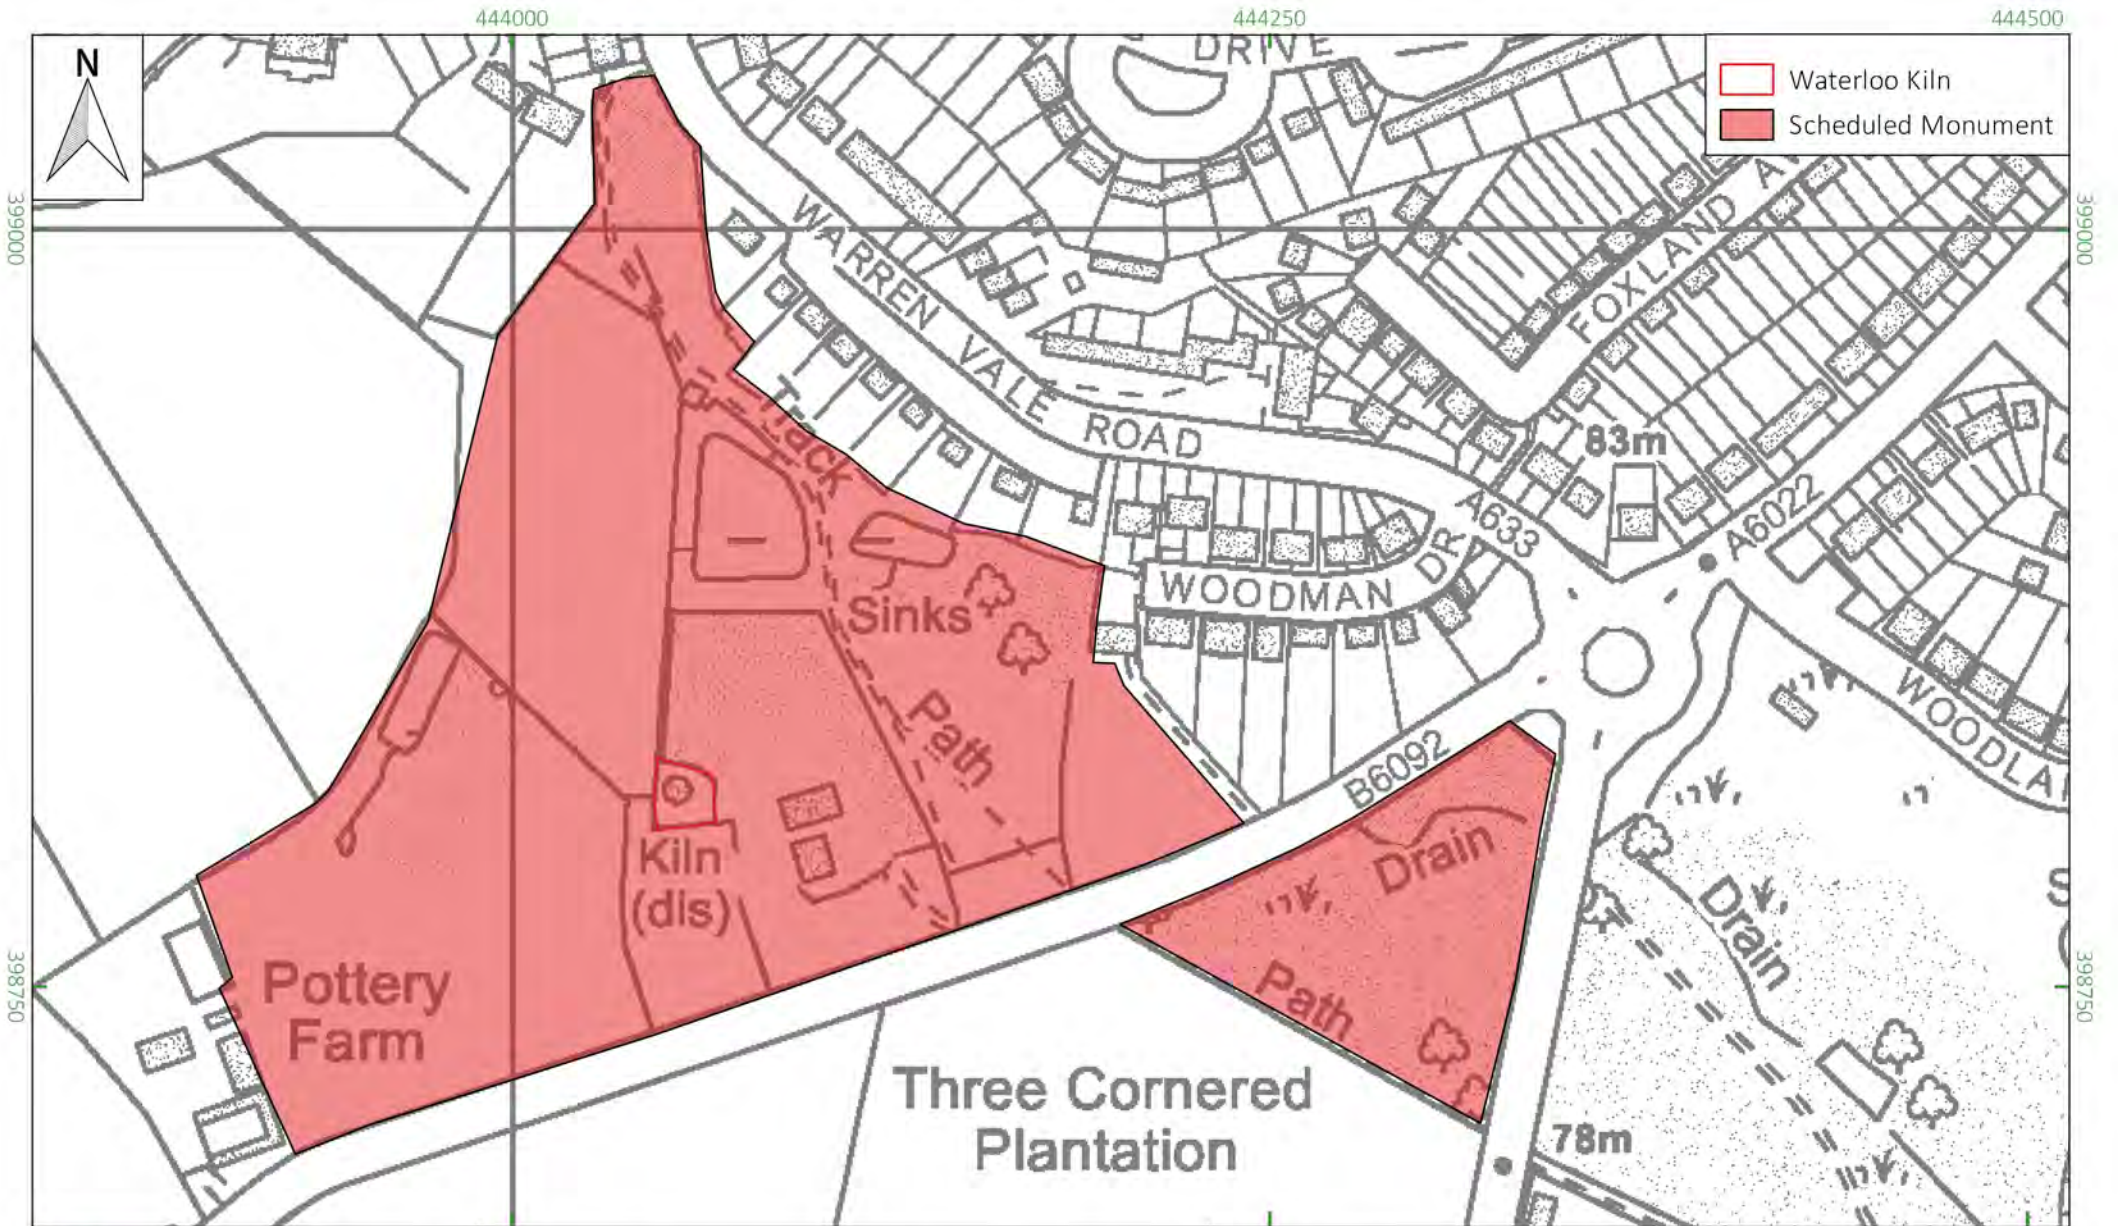 444000
444250
444500
N
DRIVE
Waterloo Kiln
Scheduled Monument
399000
399000
WARREN VALE ROAD
FOXLAND
Track
83m
A633
A6022
WOODMAN DR
Sinks
Path
WOODLA
B6092
Kiln
(dis)
Drain
Drain
Pottery
Farm
Path
398750
398750
Three Cornered
Plantation
78m